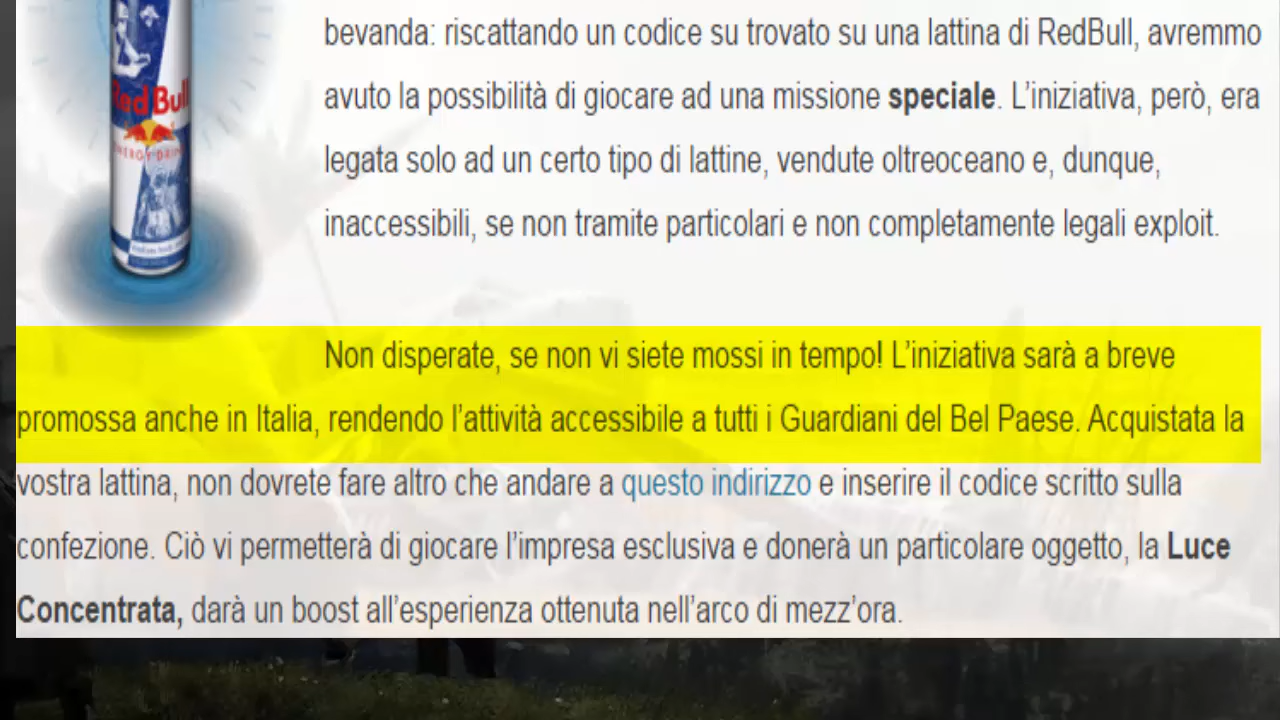 bevanda: riscattando un codice su trovato su una lattina di RedBull, avremmo
avuto la possibilità di giocare ad una missione speciale. L'iniziativa, però, era
legata solo ad un certo tipo di lattine, vendute oltreoceano e, dunque,
inaccessibili, se non tramite particolari e non completamente legali exploit.
RedBull
ENERGY DRINK
Non disperate, se non vi siete mossi in tempo! L'iniziativa sarà a breve
promossa anche in Italia, rendendo l'attività accessibile a tutti i Guardiani del Bel Paese. Acquistata la
vostra lattina, non dovrete fare altro che andare a questo indirizzo e inserire il codice scritto sulla
confezione. Ciò vi permetterà di giocare l'impresa esclusiva e donerà un particolare oggetto, la Luce
Concentrata, darà un boost all'esperienza ottenuta nell'arco di mezz'ora.